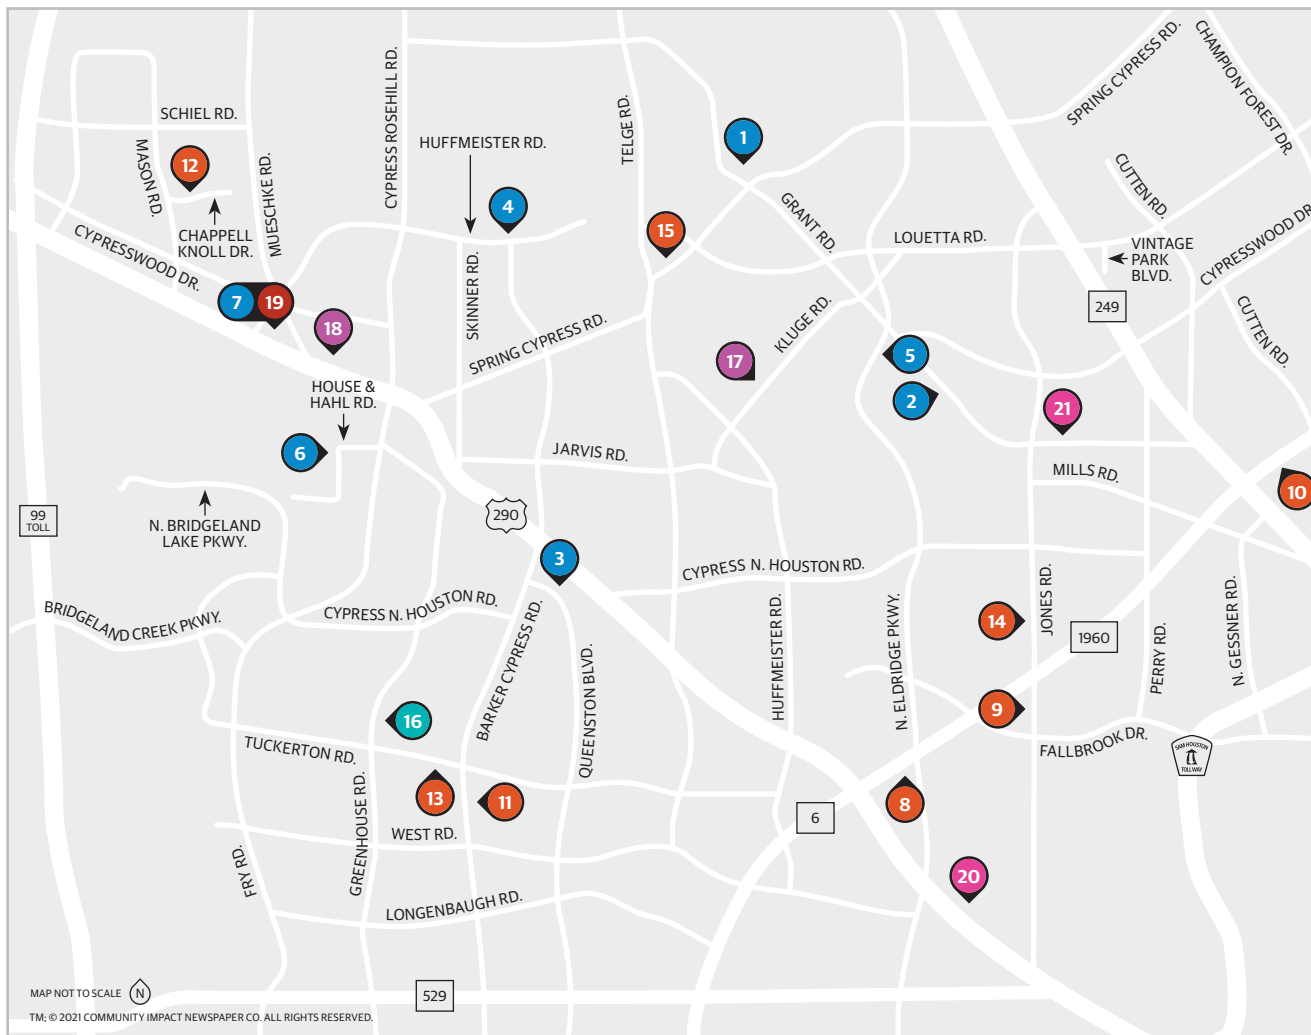 SPRING CYPRESS RD.
CHAMPION FOREST DR.
CYPRESS ROSEHILL RD.
TELGE RD.
SCHIEL RD.
1
HUFFMEISTER RD.
MASON RD.
12
MUESCHKE RD.
CUTTEN RD.
4
GRANT RD.
15
CHAPPELL
KNOLL DR.
LOUETTA RD.
VINTAGE
PARK
BLVD.
CYPRESSWOOD DR.
CYPRESSWOOD DR.
SKINNER RD.
7
19
18
249
KLUGE RD.
CUTTEN RD.
SPRING CYPRESS RD.
17
5
2
21
HOUSE &
HAHL RD.
6
JARVIS RD.
MILLS RD.
10
99
TOLL
N. BRIDGELAND
LAKE PKWY.
290
3
CYPRESS N. HOUSTON RD.
BRIDGELAND CREEK PKWY.
CYPRESS N. HOUSTON RD.
BARKER CYPRESS RD.
HUFFMEISTER RD.
N. ELDRIDGE PKWY.
14
JONES RD.
1960
PERRY RD.
N. GESSNER RD.
QUEENSTON BLVD.
16
9
TUCKERTON RD.
FALLBROOK DR.
SAM HOUSTON
TOLLWAY
13
11
8
6
GREENHOUSE RD.
WEST RD.
FRY RD.
20
LONGENBAUGH RD.
MAP NOT TO SCALE N
529
TM; © 2021 COMMUNITY IMPACT NEWSPAPER CO. ALL RIGHTS RESERVED.